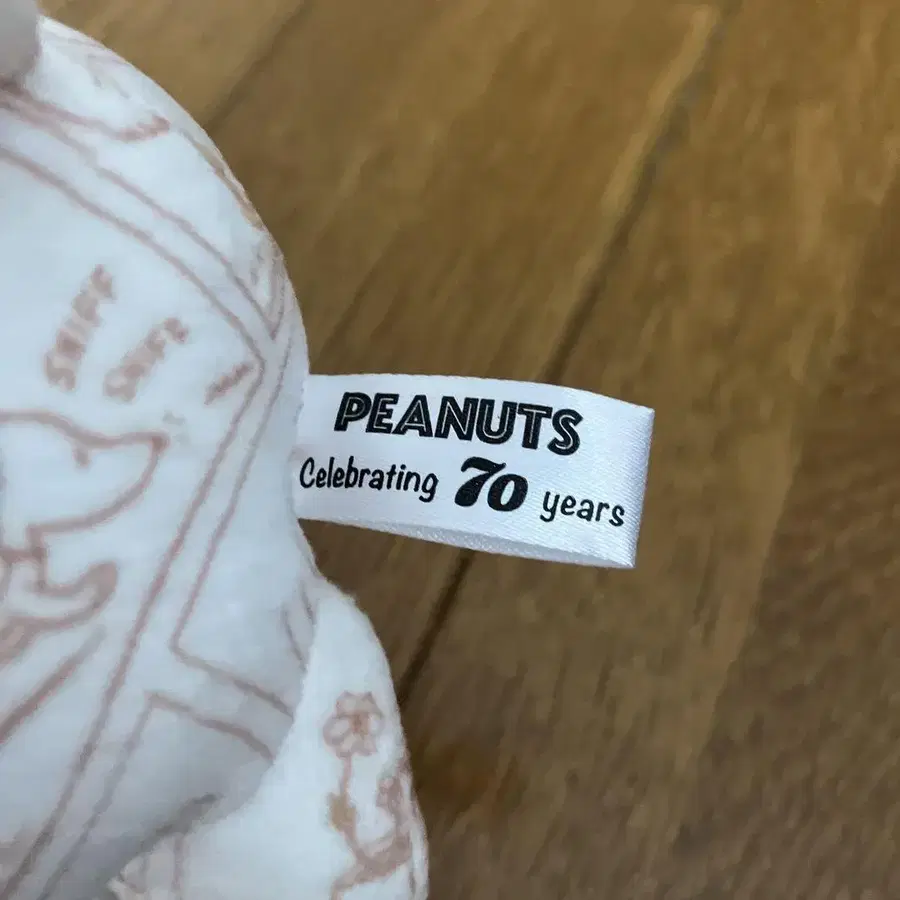 SNIFF
SNIFF
PEANUTS
Celebrating 70 years